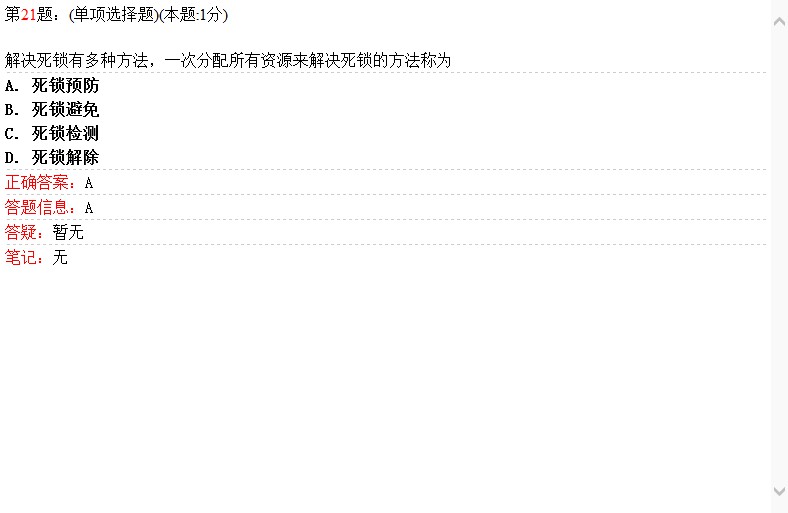 第21题：(单项选择题)(本题:1分)
解决死锁有多种方法，一次分配所有资源来解决死锁的方法称为
A. 死锁预防
B. 死锁避免
C. 死锁检测
D. 死锁解除
正确答案：A
答题信息：A
答疑：暂无
笔记：无